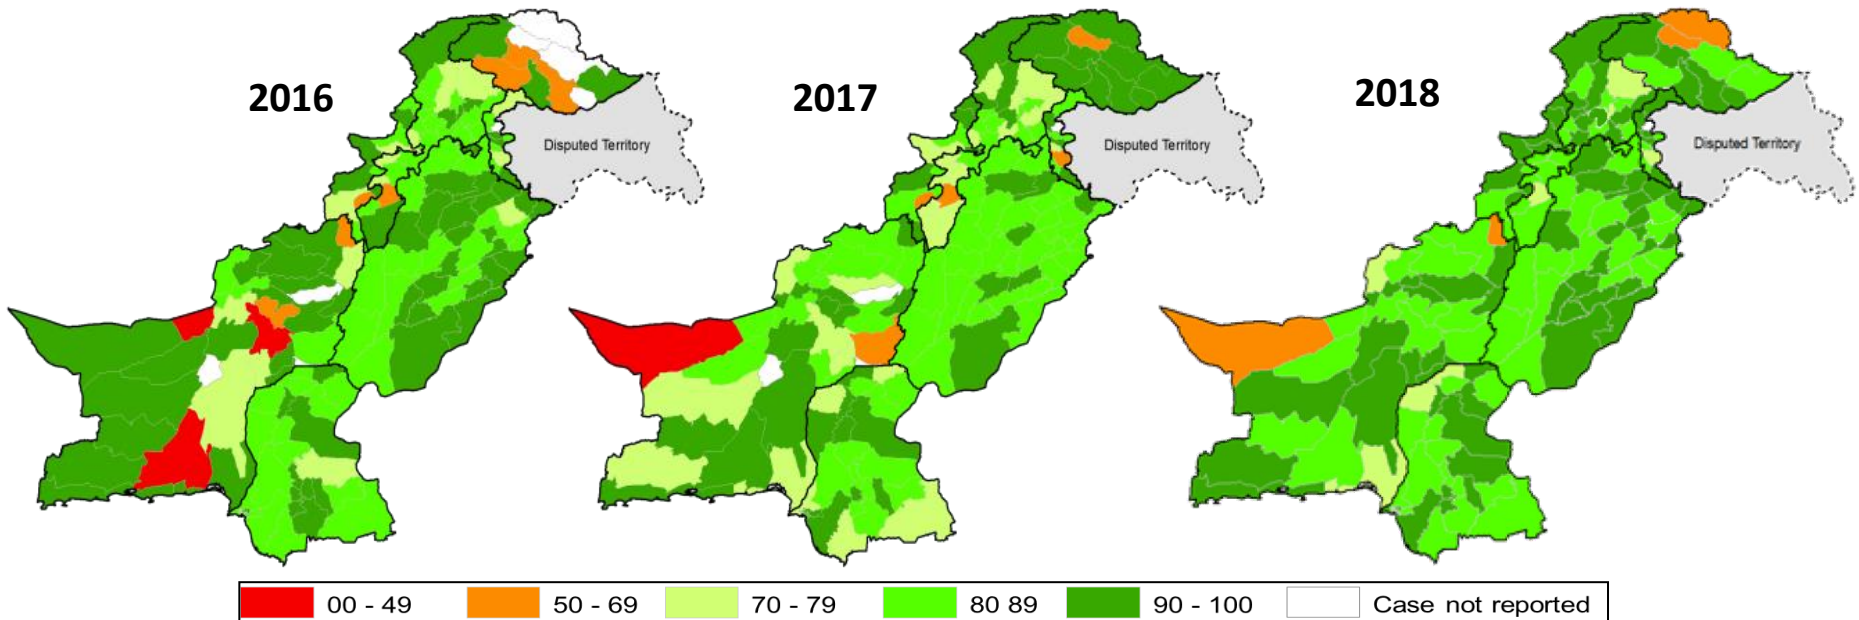 2016
2017
2018
Disputed Territory
Disputed Territory
Disputed Territory
00 - 49
50 - 69
70 - 79
80 89
90 - 100
Case not reported